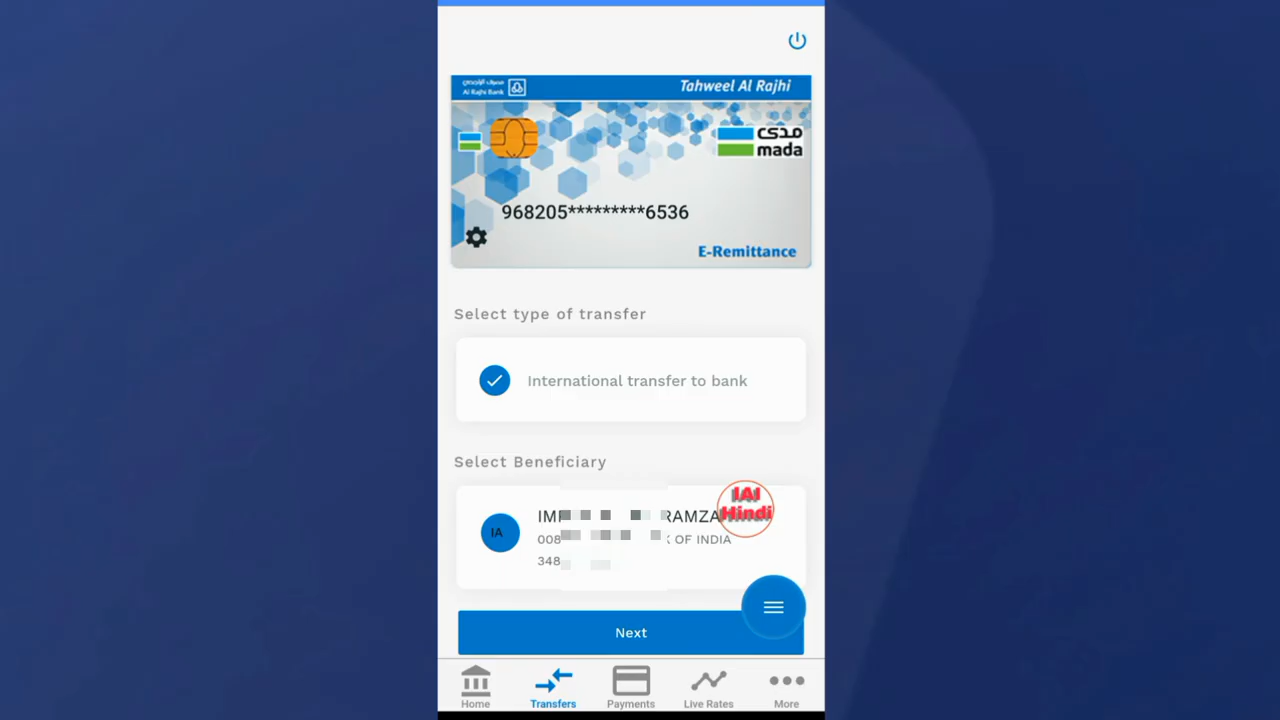 مصرف الراجحي
Al Rajhi Bank
Tahweel Al Rajhi
مدى
mada
968205*********6536
E-Remittance
Select type of transfer
International transfer to bank
Select Beneficiary
IA
RAMZA
IAI
Hindi
008
OF INDIA
348
Next
Home
Transfers
Payments
Live Rates
More